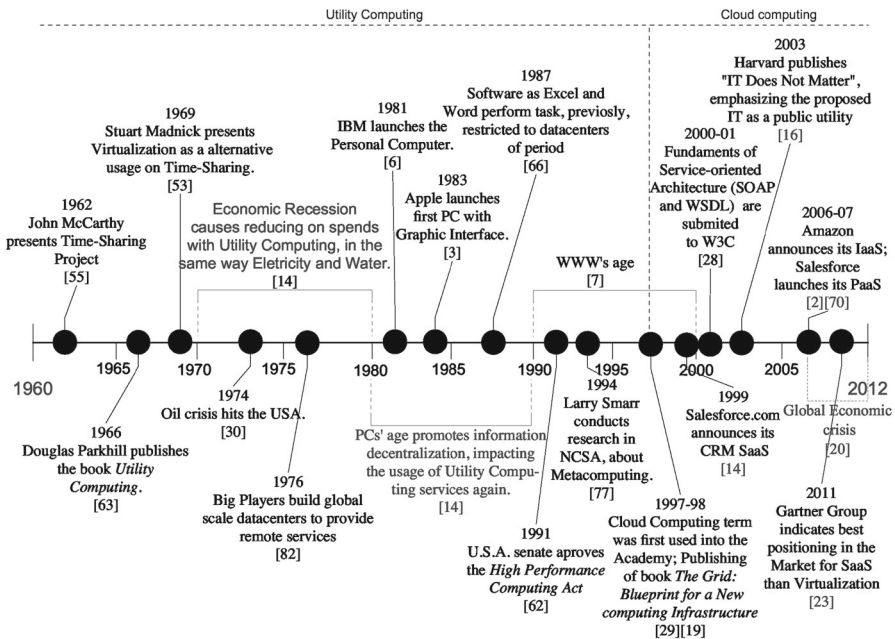 Utility Computing
Cloud computing
1962
John McCarthy
presents Time-Sharing
Project
[55]
1969
Stuart Madnick presents
Virtualization as a alternative
usage on Time-Sharing.
[53]
Economic Recession
causes reducing on spends
with Utility Computing, in the
same way Eletricity and Water.
[14]
1981
IBM launches the
Personal Computer.
[6]
1983
Apple launches
first PC with
Graphic Interface.
[3]
1987
Software as Excel and
Word perform task, previosly,
restricted to datacenters
of period
[66]
WWW's age
[7]
2000-01
Fundaments of
Service-oriented
Architecture (SOAP
and WSDL) are
submited
to W3C
[28]
2003
Harvard publishes
"IT Does Not Matter",
emphasizing the proposed
IT as a public utility
[16]
2006-07
Amazon
announces its IaaS;
Salesforce
launches its PaaS
[2][70]
1960
1965
1970
1975
1980
1985
1990
1995
2000
2005
2012
1966
Douglas Parkhill publishes
the book Utility
Computing.
[63]
1974
Oil crisis hits the USA.
[30]
1976
Big Players build global
scale datacenters to provide
remote services
[82]
PCs' age promotes information
decentralization, impacting
the usage of Utility Compu-
ting services again.
[14]
1991
U.S.A. senate aproves
the High Performance
Computing Act
[62]
1994
Larry Smarr
conducts
research in
NCSA, about
Metacomputing.
[77]
1997-98
Cloud Computing term
was first used into the
Academy; Publishing
of book The Grid:
Blueprint for a New
computing Infrastructure
[29][19]
1999
Salesforce.com
announces its
CRM SaaS
[14]
Global Economic
crisis
[20]
2011
Gartner Group
indicates best
positioning in the
Market for SaaS
than Virtualization
[23]